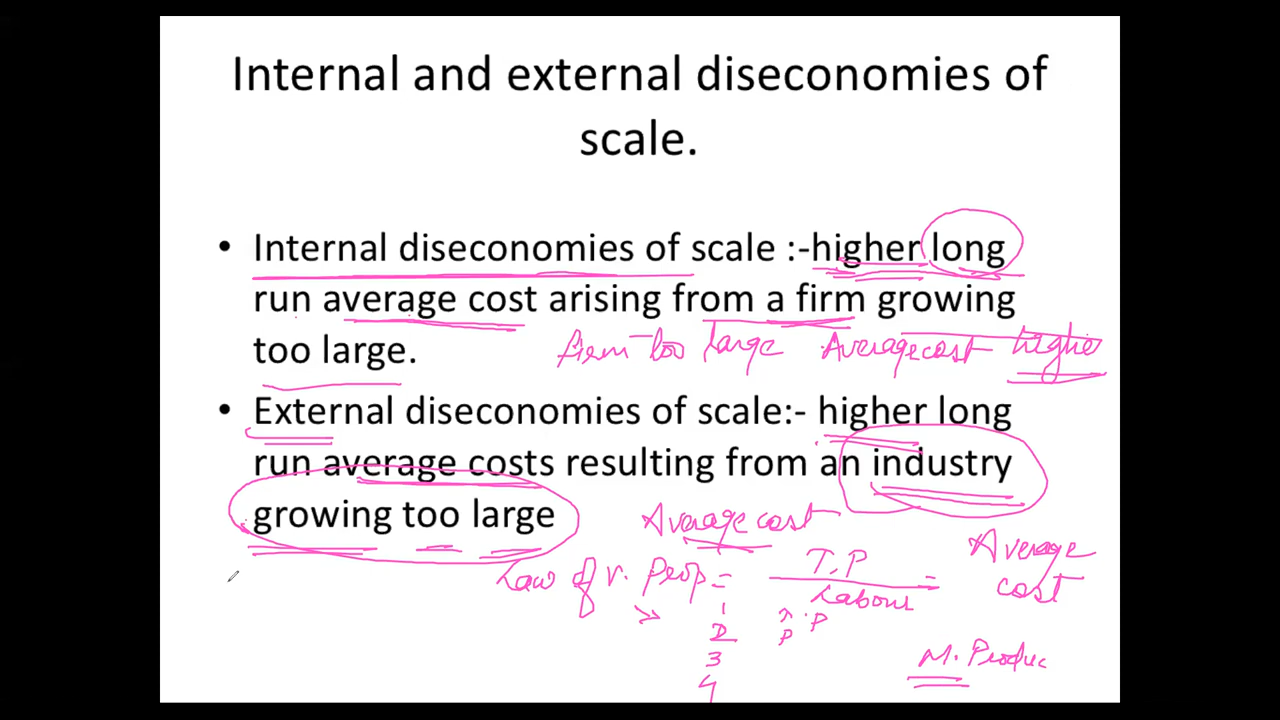 Internal and external diseconomies of
scale.
• Internal diseconomies of scale :-higher long
run average cost arising from a firm growing
too large.
firm too large Average cost higher
• External diseconomies of scale:- higher long
run average costs resulting from an industry
growing too large
Average cost
Law of v. Prop = T.P / Labour = Average cost
1
2
3
4
P P
M. Produc